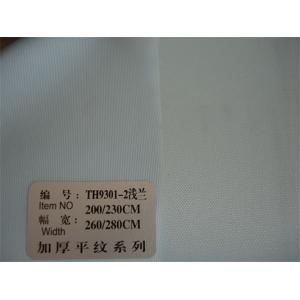 编 号: TH9301-2浅兰
Item NO 200/230CM
幅 宽: 260/280CM
Width
加厚平纹系列